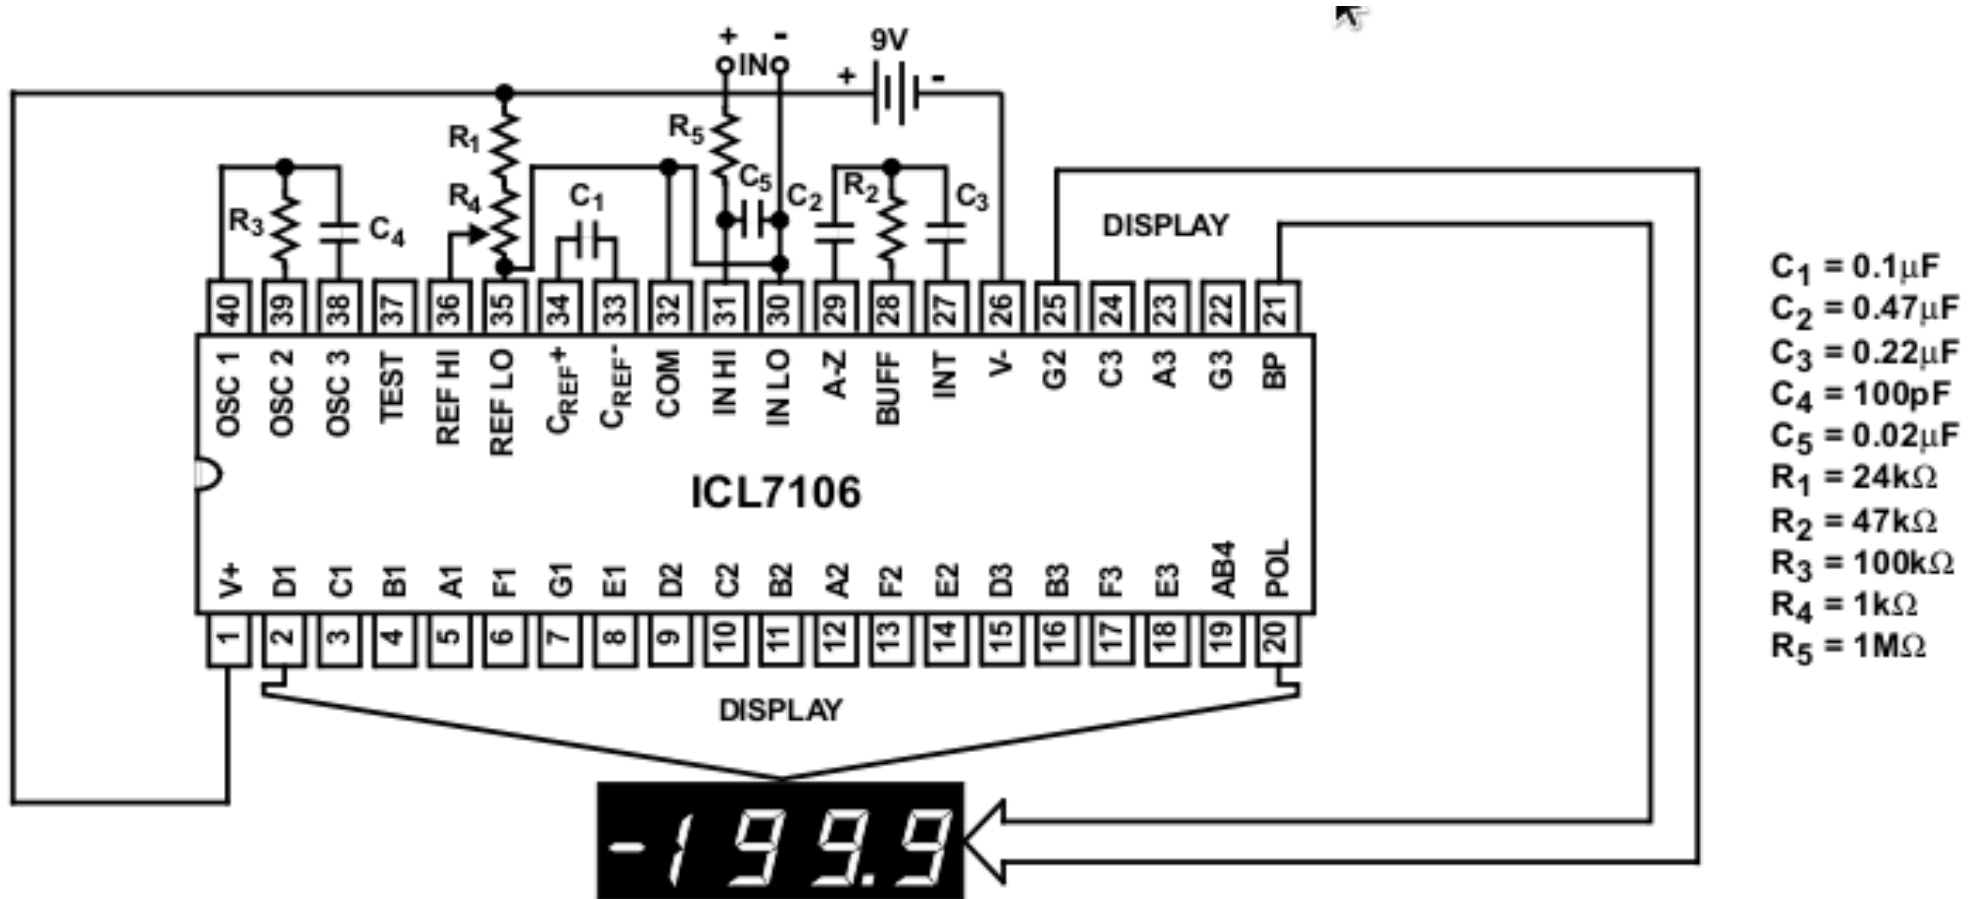 + - 9V
IN
+ -
R1 R5
R4 C1 C5 C2 R2 C3
R3 C4
DISPLAY
40 39 38 37 36 35 34 33 32 31 30 29 28 27 26 25 24 23 22 21
OSC 1 OSC 2 OSC 3 TEST REF HI REF LO CREF+ CREF- COM IN HI IN LO A-Z BUFF INT V- G2 C3 A3 G3 BP
ICL7106
V+ D1 C1 B1 A1 F1 G1 E1 D2 C2 B2 A2 F2 E2 D3 B3 F3 E3 AB4 POL
1 2 3 4 5 6 7 8 9 10 11 12 13 14 15 16 17 18 19 20
DISPLAY
-199.9
C1 = 0.1μF
C2 = 0.47μF
C3 = 0.22μF
C4 = 100pF
C5 = 0.02μF
R1 = 24kΩ
R2 = 47kΩ
R3 = 100kΩ
R4 = 1kΩ
R5 = 1MΩ